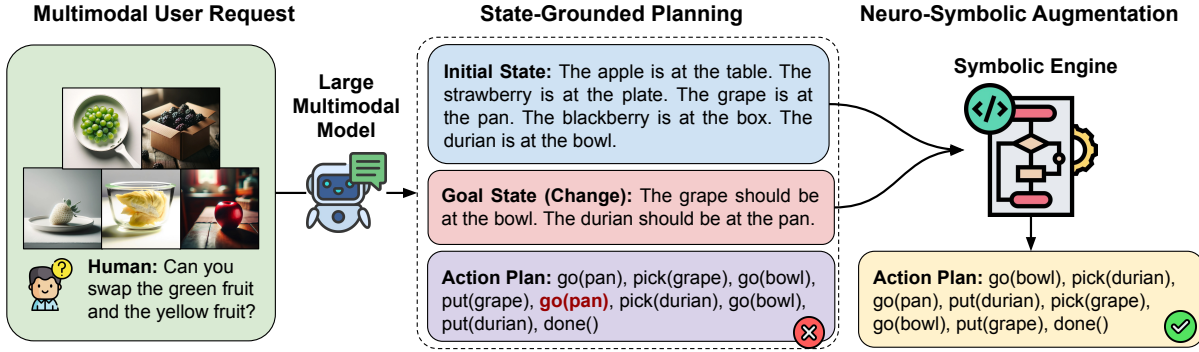 Multimodal User Request
State-Grounded Planning
Neuro-Symbolic Augmentation
Human: Can you
swap the green fruit
and the yellow fruit?
Large
Multimodal
Model
Initial State: The apple is at the table. The
strawberry is at the plate. The grape is at
the pan. The blackberry is at the box. The
durian is at the bowl.
Goal State (Change): The grape should be
at the bowl. The durian should be at the pan.
Action Plan: go(pan), pick(grape), go(bowl),
put(grape), go(pan), pick(durian), go(bowl),
put(durian), done()
Symbolic Engine
</>
Action Plan: go(bowl), pick(durian),
go(pan), put(durian), pick(grape),
go(bowl), put(grape), done()